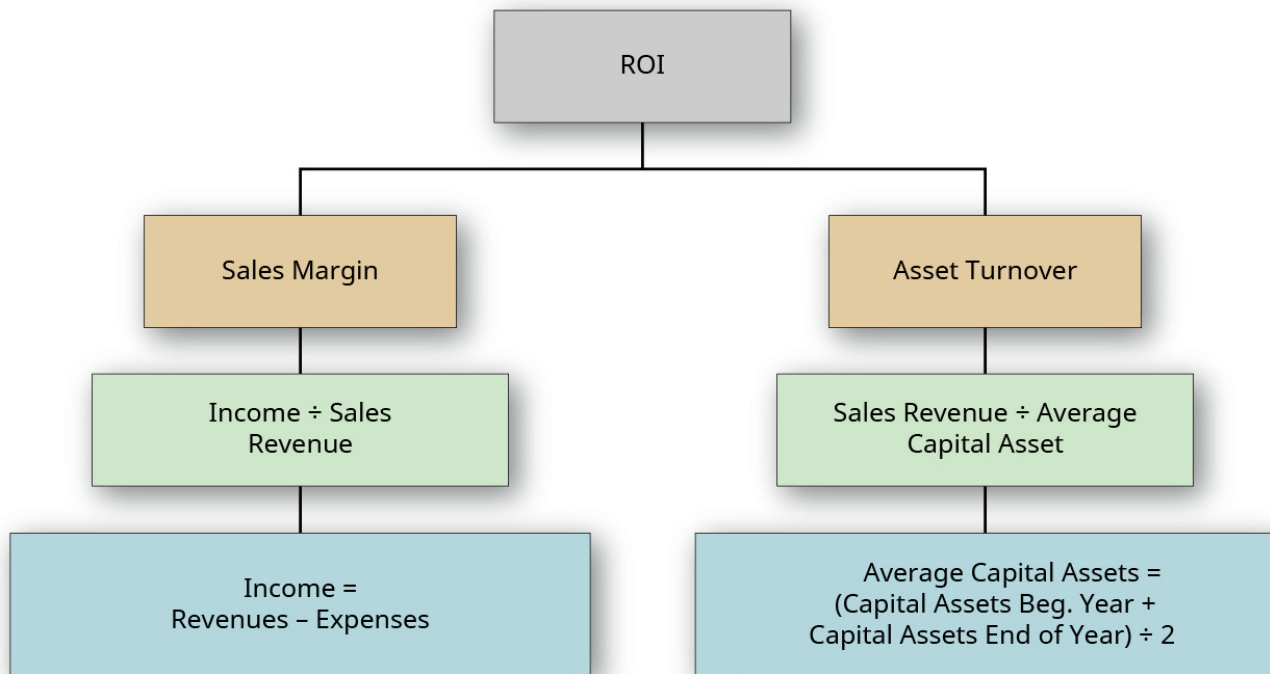 ROI
Sales Margin
Asset Turnover
Income ÷ Sales
Revenue
Sales Revenue ÷ Average
Capital Asset
Income =
Revenues – Expenses
Average Capital Assets =
(Capital Assets Beg. Year +
Capital Assets End of Year) ÷ 2